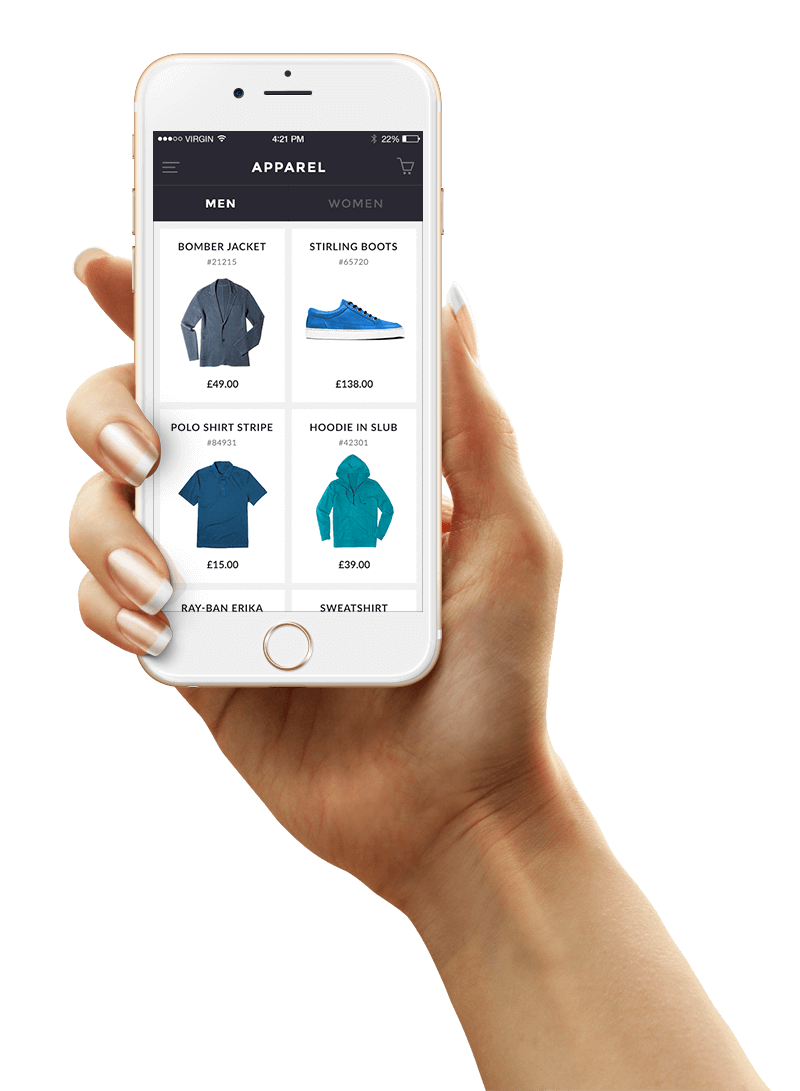 VIRGIN 4:21 PM 22%
APPAREL
MEN WOMEN
BOMBER JACKET
#21215
£49.00
STIRLING BOOTS
#65720
£138.00
POLO SHIRT STRIPE
#84931
£15.00
HOODIE IN SLUB
#42301
£39.00
RAY-BAN ERIKA
SWEATSHIRT